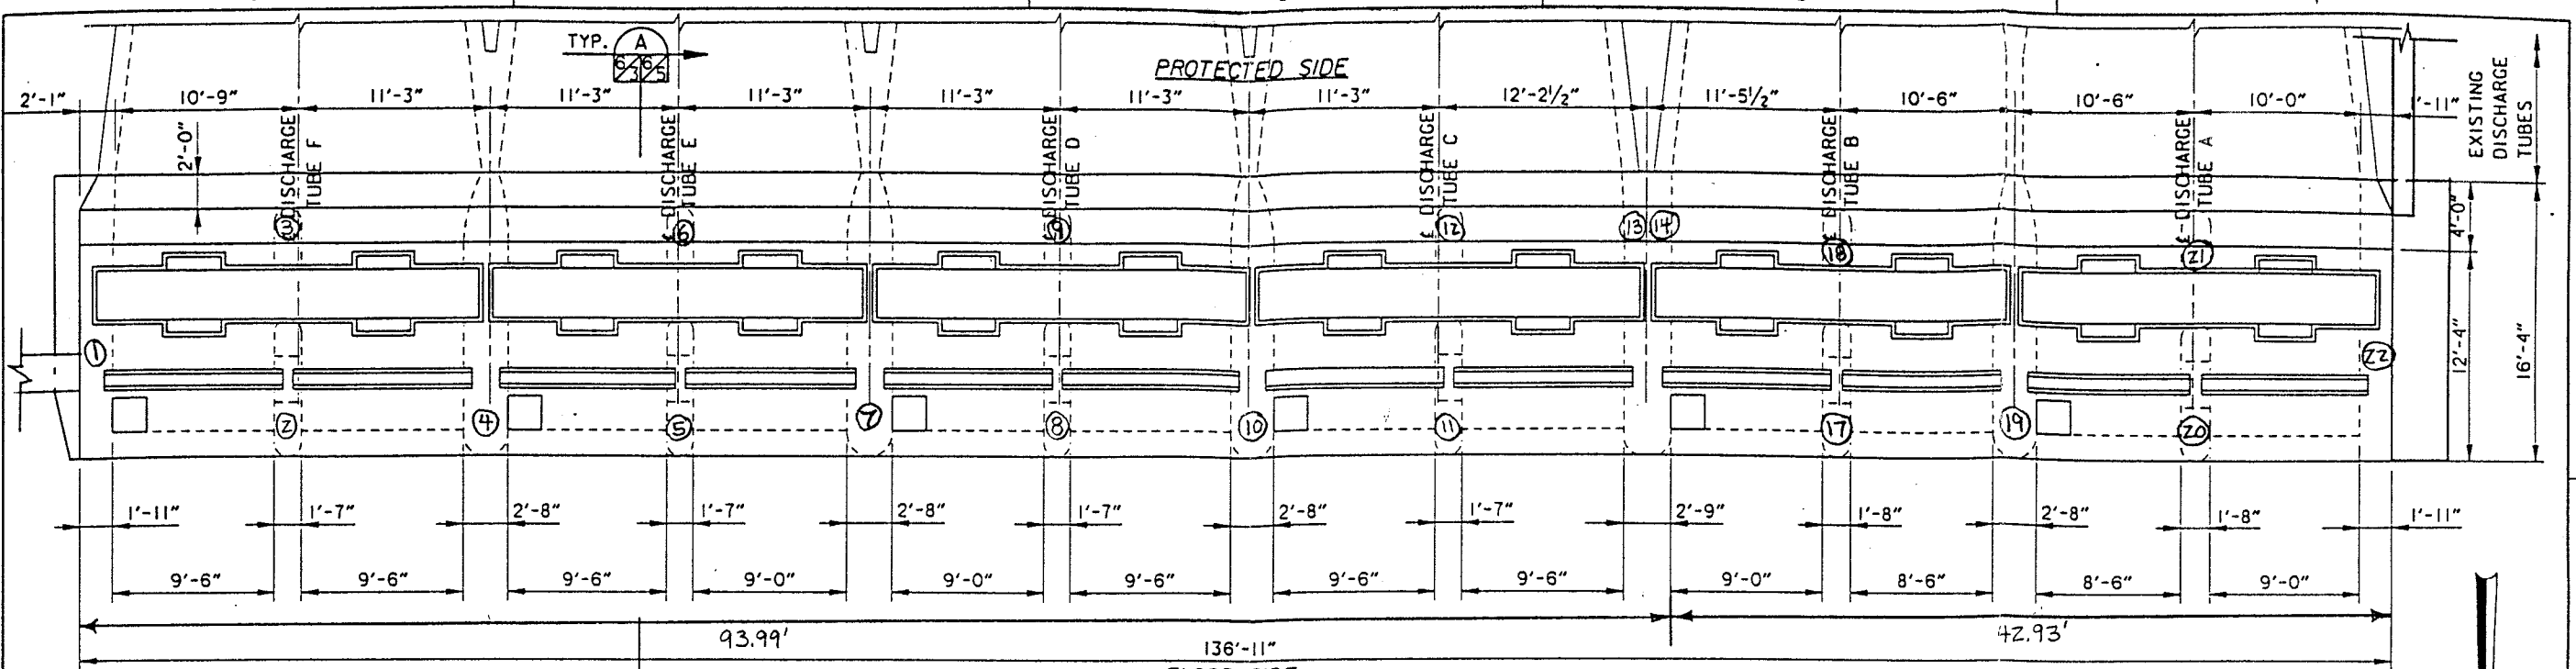 TYP.
A
6/3 6/5
PROTECTED SIDE
2'-1" 10'-9" 11'-3" 11'-3" 11'-3" 11'-3" 11'-3" 11'-3" 12'-2½" 11'-5½" 10'-6" 10'-6" 10'-0" 1'-11"
2'-0"
℄ DISCHARGE
TUBE F
℄ DISCHARGE
TUBE E
℄ DISCHARGE
TUBE D
℄ DISCHARGE
TUBE C
℄ DISCHARGE
TUBE B
℄ DISCHARGE
TUBE A
EXISTING
DISCHARGE
TUBES
3 6 9 12 13 14 18 21
4'-0"
1 22
12'-4"
16'-4"
2 4 5 7 8 10 11 17 19 20
1'-11" 1'-7" 2'-8" 1'-7" 2'-8" 1'-7" 2'-8" 1'-7" 2'-9" 1'-8" 2'-8" 1'-8" 1'-11"
9'-6" 9'-6" 9'-6" 9'-0" 9'-0" 9'-6" 9'-6" 9'-6" 9'-0" 8'-6" 8'-6" 9'-0"
93.99' 42.93'
136'-11"